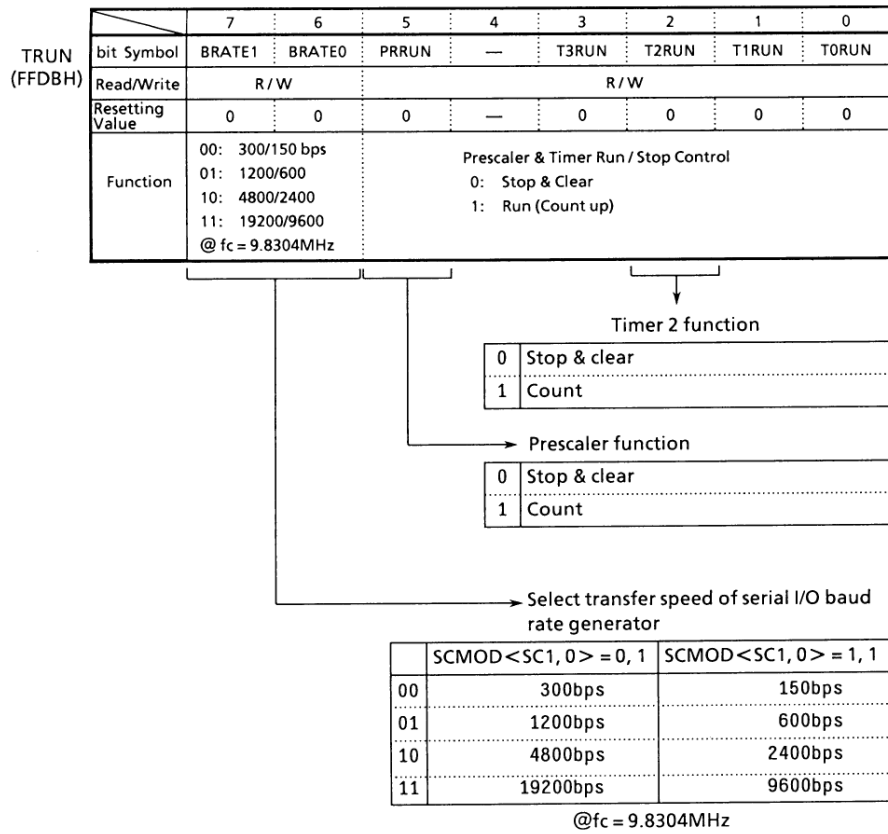 7 6 5 4 3 2 1 0
TRUN (FFDBH)
bit Symbol BRATE1 BRATE0 PRRUN — T3RUN T2RUN T1RUN T0RUN
Read/Write R/W R/W
Resetting Value 0 0 0 — 0 0 0 0
Function
00: 300/150 bps
01: 1200/600
10: 4800/2400
11: 19200/9600
@ fc = 9.8304MHz
Prescaler & Timer Run / Stop Control
0: Stop & Clear
1: Run (Count up)
Timer 2 function
0 Stop & clear
1 Count
Prescaler function
0 Stop & clear
1 Count
Select transfer speed of serial I/O baud
rate generator
SCMOD<SC1, 0> = 0, 1 SCMOD<SC1, 0> = 1, 1
00 300bps 150bps
01 1200bps 600bps
10 4800bps 2400bps
11 19200bps 9600bps
@fc = 9.8304MHz